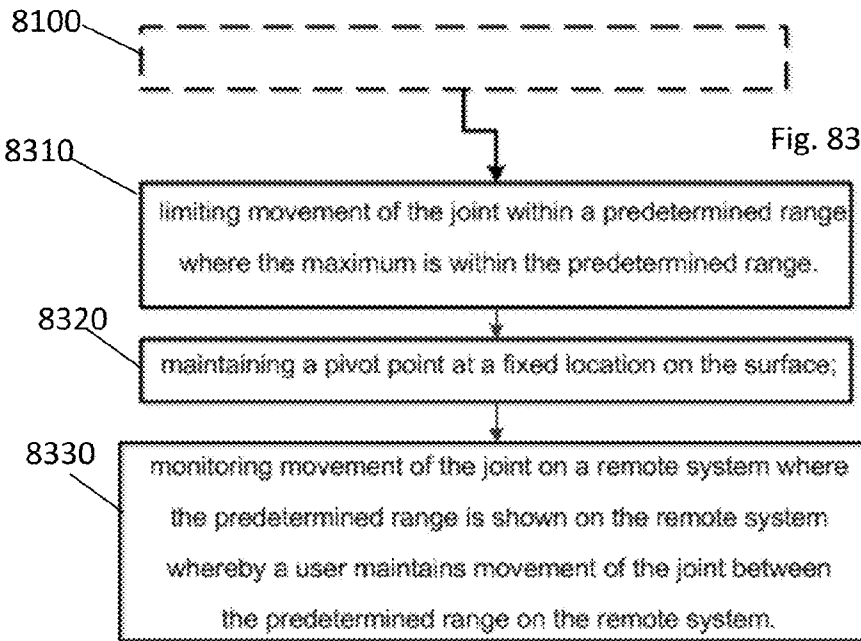 8100
Fig. 83
8310
limiting movement of the joint within a predetermined range
where the maximum is within the predetermined range.
8320
maintaining a pivot point at a fixed location on the surface;
8330
monitoring movement of the joint on a remote system where
the predetermined range is shown on the remote system
whereby a user maintains movement of the joint between
the predetermined range on the remote system.